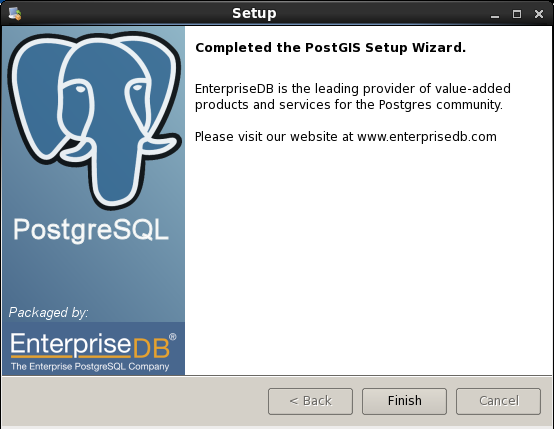 Setup
Completed the PostGIS Setup Wizard.
EnterpriseDB is the leading provider of value-added
products and services for the Postgres community.
Please visit our website at www.enterprisedb.com
PostgreSQL
Packaged by:
EnterpriseDB®
The Enterprise PostgreSQL Company
< Back
Finish
Cancel